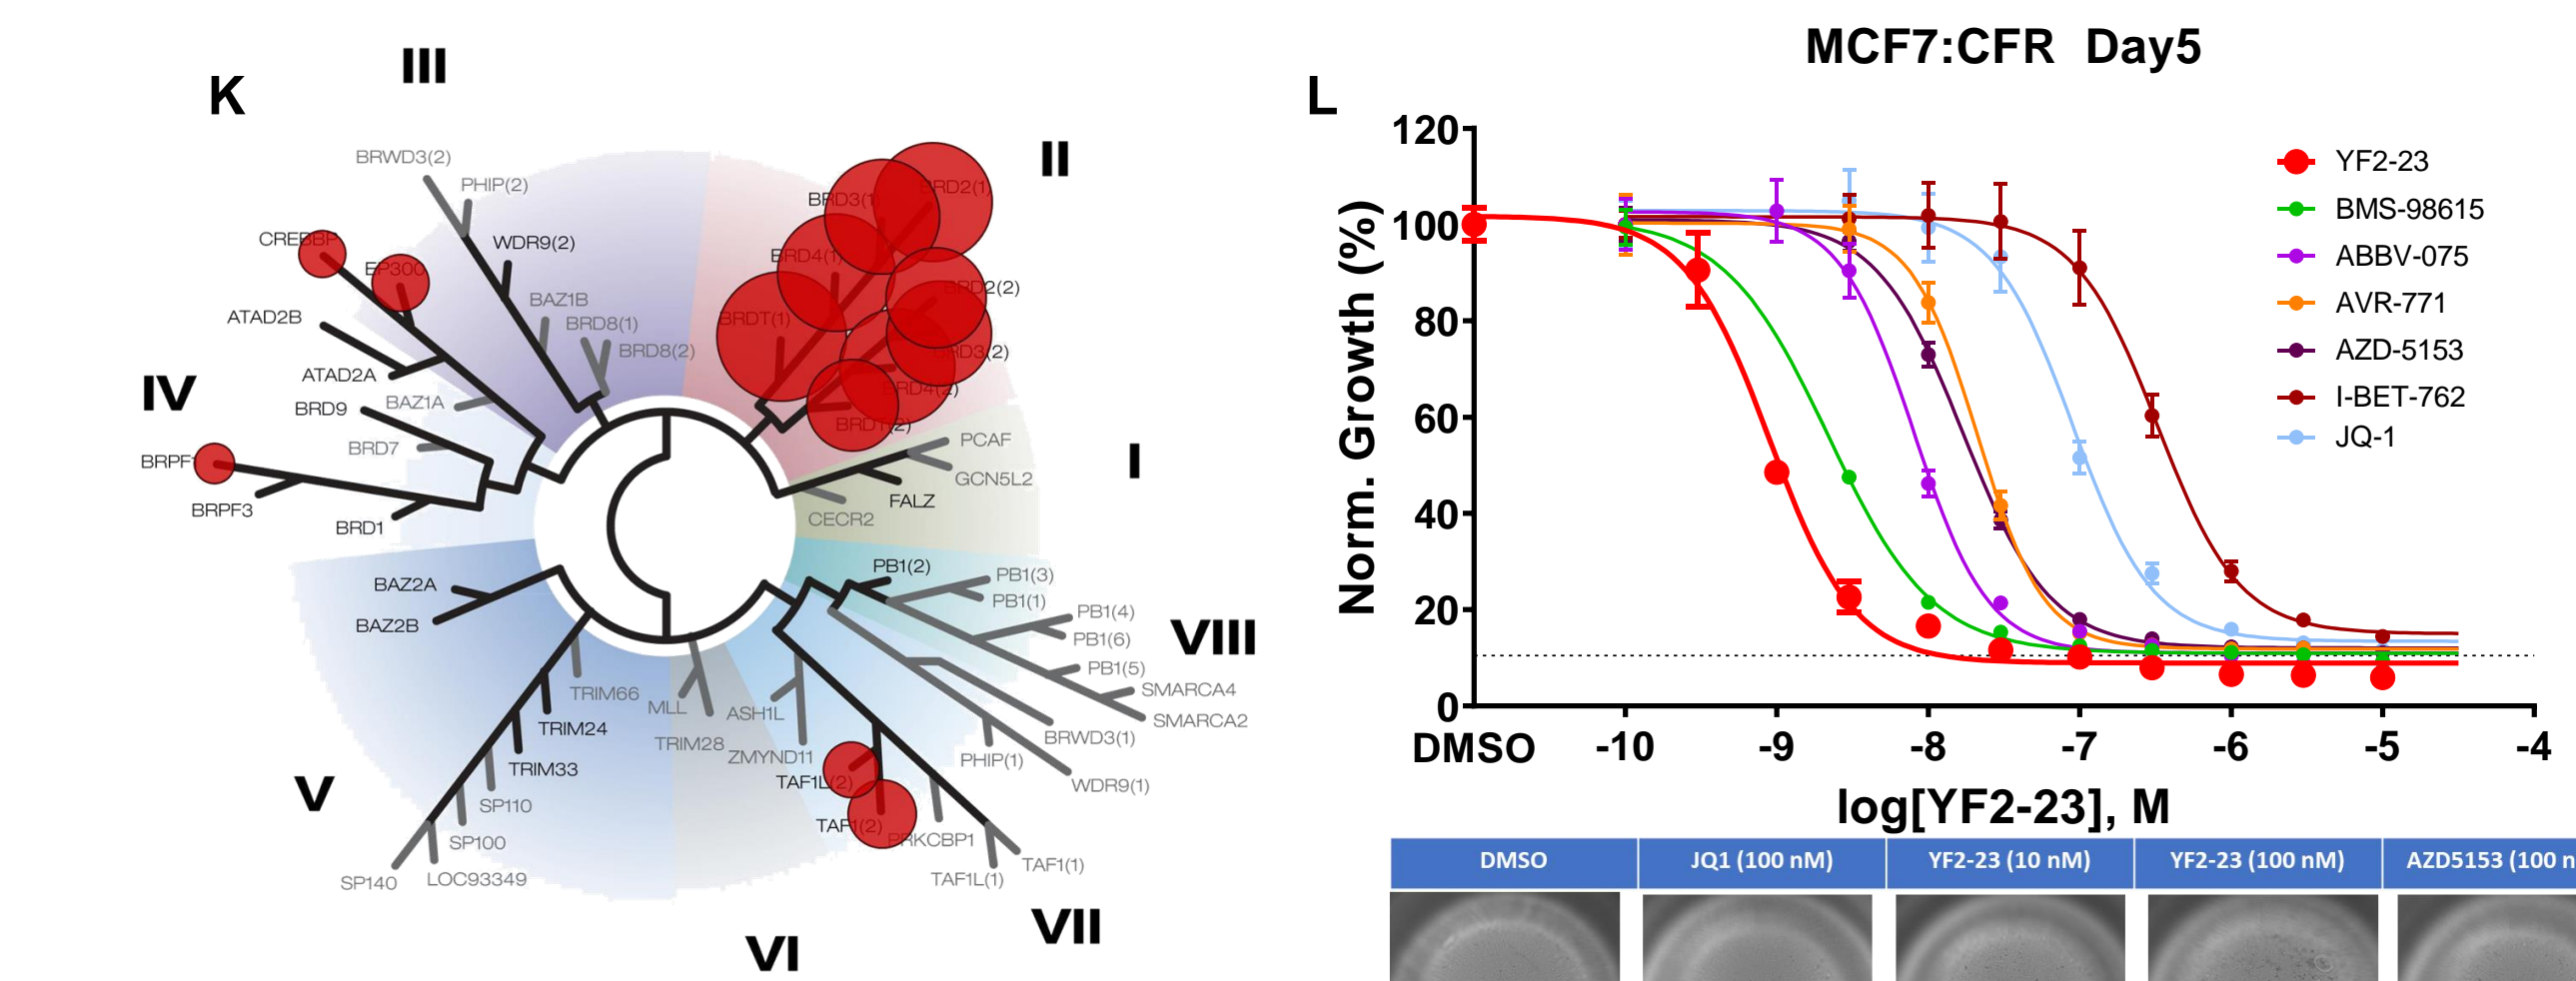 K
III
II
IV
I
V
VI
VII
VIII
BRWD3(2)
PHIP(2)
CREBBP
WDR9(2)
EP300
BAZ1B
ATAD2B
BRD8(1)
BRD8(2)
ATAD2A
BAZ1A
BRD9
BRD7
BRPF1
BRPF3
BRD1
BRD3(1)
BRD2(1)
BRD4(1)
BRD2(2)
BRDT(1)
BRD3(2)
BRD4(2)
BRDT(2)
PCAF
GCN5L2
FALZ
CECR2
PB1(2)
PB1(3)
PB1(1)
PB1(4)
PB1(6)
PB1(5)
SMARCA4
SMARCA2
BRWD3(1)
PHIP(1)
WDR9(1)
BAZ2A
BAZ2B
TRIM66
TRIM24
TRIM33
SP110
SP100
SP140
LOC93349
MLL
TRIM28
ASH1L
ZMYND11
TAF1L(2)
TAF1(2)
PRKCBP1
TAF1(1)
TAF1L(1)
L
MCF7:CFR Day5
Norm. Growth (%)
120
100
80
60
40
20
0
DMSO -10 -9 -8 -7 -6 -5 -4
log[YF2-23], M
YF2-23
BMS-98615
ABBV-075
AVR-771
AZD-5153
I-BET-762
JQ-1
DMSO JQ1 (100 nM) YF2-23 (10 nM) YF2-23 (100 nM) AZD5153 (100 n